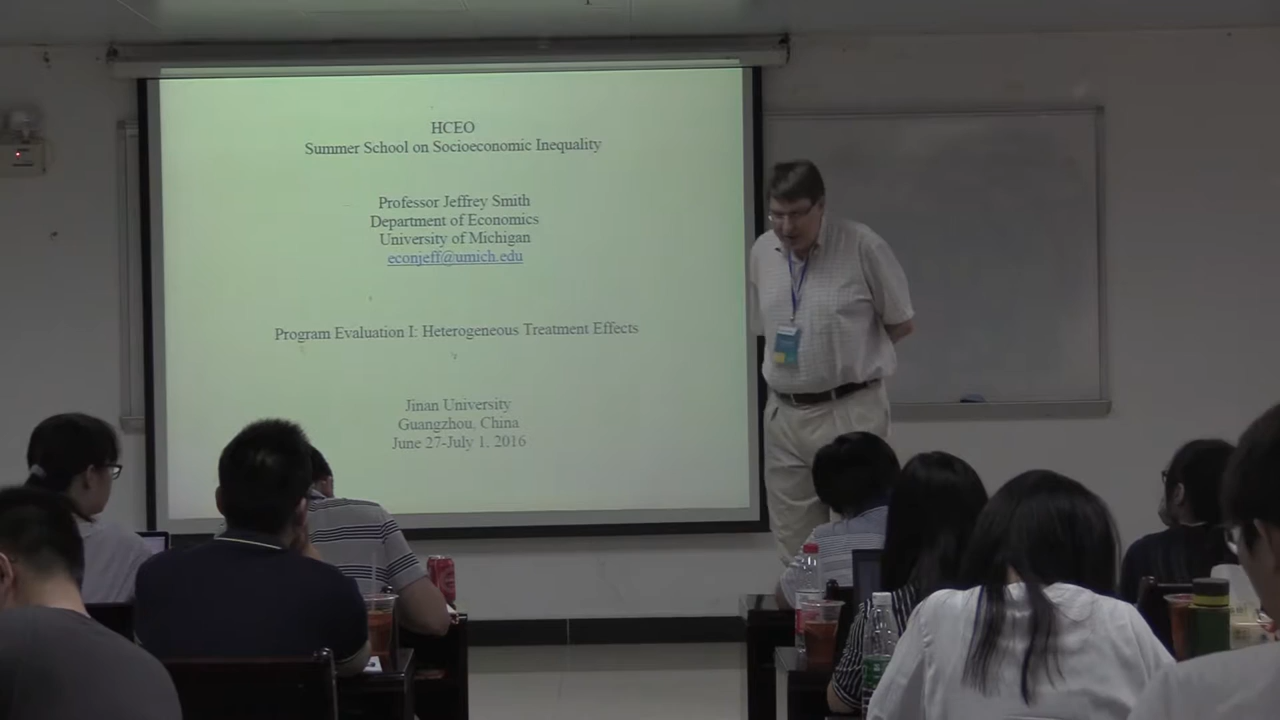 HCEO
Summer School on Socioeconomic Inequality
Professor Jeffrey Smith
Department of Economics
University of Michigan
econjeff@umich.edu
Program Evaluation I: Heterogeneous Treatment Effects
Jinan University
Guangzhou, China
June 27-July 1, 2016